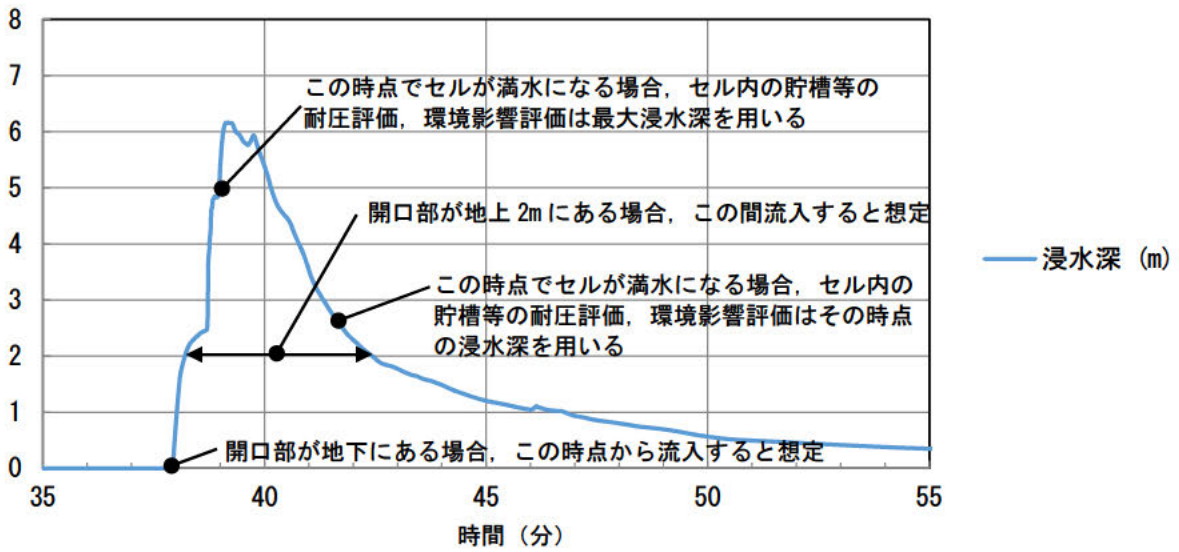 8
7
この時点でセルが満水になる場合，セル内の貯槽等の
耐圧評価，環境影響評価は最大浸水深を用いる
6
5
開口部が地上 2m にある場合，この間流入すると想定
4
浸水深（m）
3
この時点でセルが満水になる場合，セル内の
貯槽等の耐圧評価，環境影響評価はその時点
の浸水深を用いる
2
1
開口部が地下にある場合，この時点から流入すると想定
0
35 40 45 50 55
時間（分）